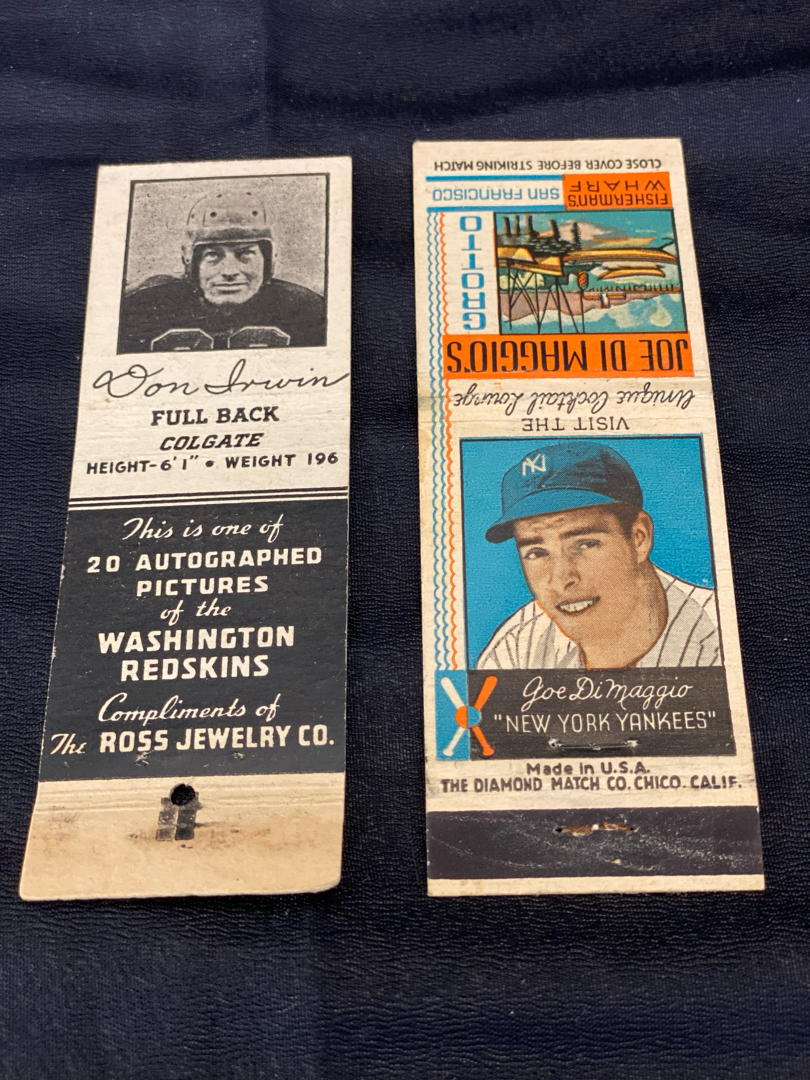 Don Irwin
FULL BACK
COLGATE
HEIGHT-6'1" • WEIGHT 196
This is one of
20 AUTOGRAPHED
PICTURES
of the
WASHINGTON
REDSKINS
Compliments of
The ROSS JEWELRY CO.
CLOSE COVER BEFORE STRIKING MATCH
FISHERMAN'S
WHARF
SAN FRANCISCO
GROTTO
JOE DI MAGGIO'S
Unique Cocktail Lounge
VISIT THE
NY
Joe Di Maggio
"NEW YORK YANKEES"
Made in U.S.A.
THE DIAMOND MATCH CO. CHICO. CALIF.